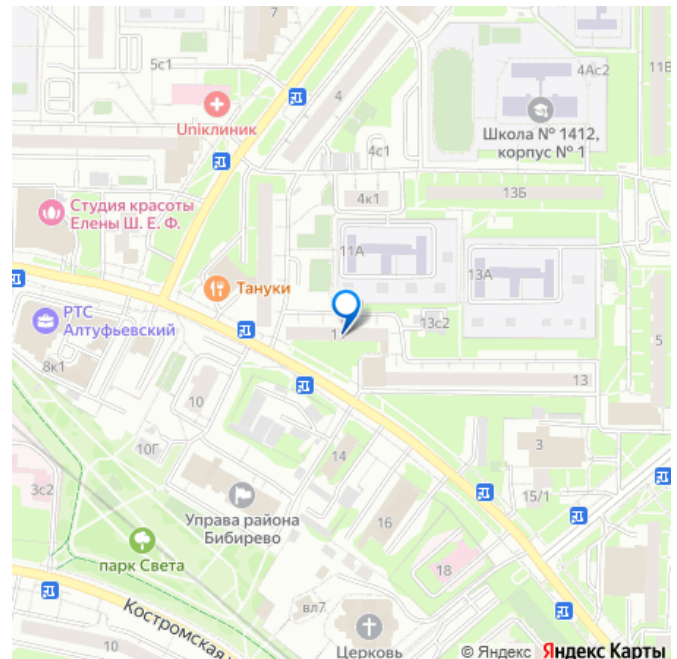 7
5с1
4
4Ас2
11В
Uniклиник
Школа № 1412,
корпус № 1
4с1
4к1
13Б
Студия красоты
Елены Ш. Е. Ф.
11А
13А
Тануки
РТС
Алтуфьевский
13с2
5
8к1
13
10
3
10Г
14
3с2
15/1
Управа района
Бибирево
16
парк Света
18
вл7
Костромская
10
Церковь
© Яндекс Яндекс Карты